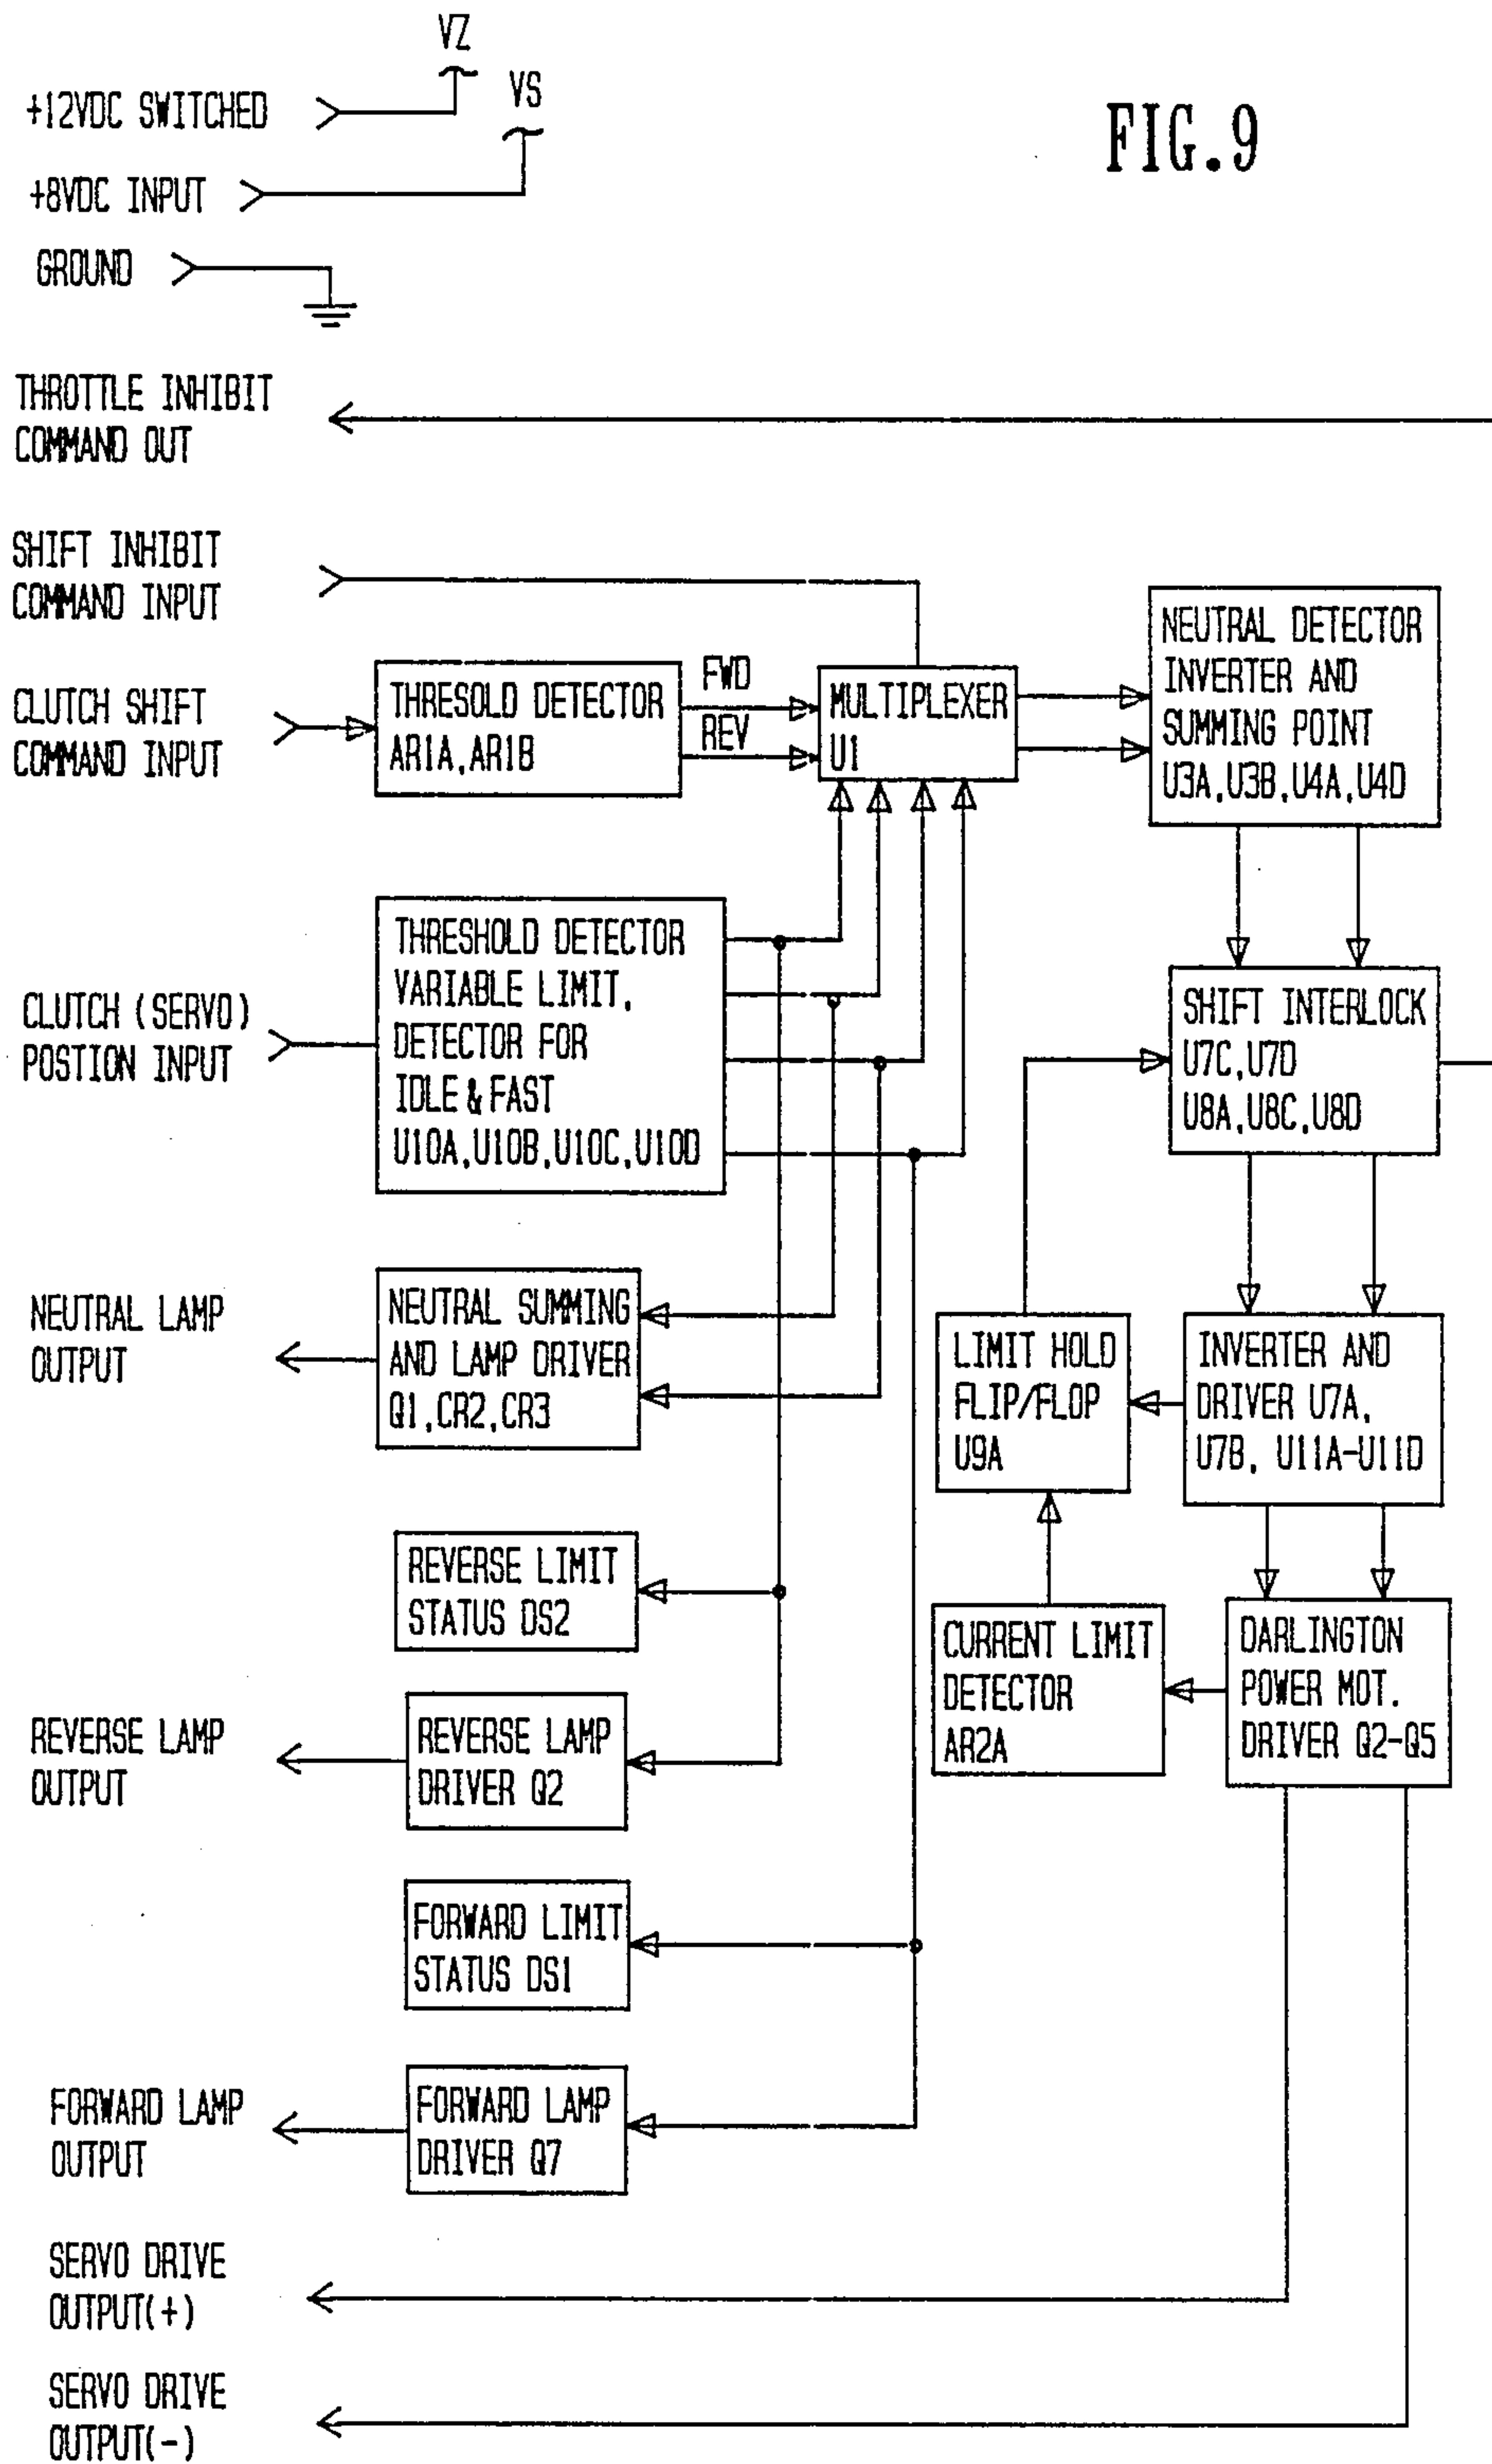 VZ
+12VDC SWITCHED
VS
FIG.9
+8VDC INPUT
GROUND
THROTTLE INHIBIT
COMMAND OUT
SHIFT INHIBIT
COMMAND INPUT
CLUTCH SHIFT
COMMAND INPUT
THRESOLD DETECTOR
AR1A,AR1B
FWD
REV
MULTIPLEXER
U1
NEUTRAL DETECTOR
INVERTER AND
SUMMING POINT
U3A,U3B,U4A,U4D
CLUTCH (SERVO)
POSTION INPUT
THRESHOLD DETECTOR
VARIABLE LIMIT,
DETECTOR FOR
IDLE & FAST
U10A,U10B,U10C,U10D
SHIFT INTERLOCK
U7C,U7D
U8A,U8C,U8D
NEUTRAL LAMP
OUTPUT
NEUTRAL SUMMING
AND LAMP DRIVER
Q1,CR2,CR3
LIMIT HOLD
FLIP/FLOP
U9A
INVERTER AND
DRIVER U7A,
U7B, U11A-U11D
REVERSE LIMIT
STATUS DS2
CURRENT LIMIT
DETECTOR
AR2A
DARLINGTON
POWER MOT.
DRIVER Q2-Q5
REVERSE LAMP
OUTPUT
REVERSE LAMP
DRIVER Q2
FORWARD LIMIT
STATUS DS1
FORWARD LAMP
OUTPUT
FORWARD LAMP
DRIVER Q7
SERVO DRIVE
OUTPUT(+)
SERVO DRIVE
OUTPUT(-)